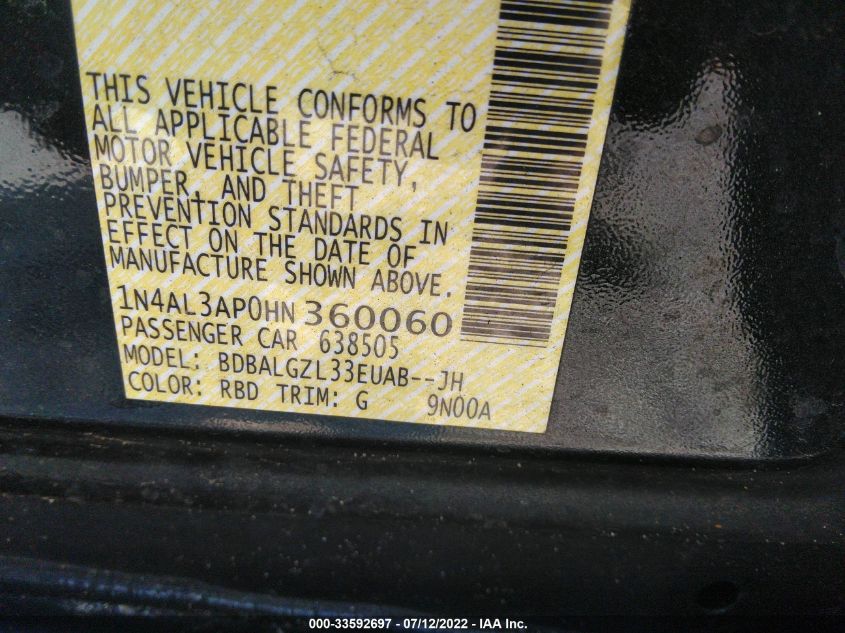 THIS VEHICLE CONFORMS TO
ALL APPLICABLE FEDERAL
MOTOR VEHICLE SAFETY,
BUMPER, AND THEFT
PREVENTION STANDARDS IN
EFFECT ON THE DATE OF
MANUFACTURE SHOWN ABOVE.
1N4AL3AP0HN360060
PASSENGER CAR 638505
MODEL: BDBALGZL33EUAB--JH
COLOR: RBD TRIM: G 9N00A
000-33592697 - 07/12/2022 - IAA Inc.